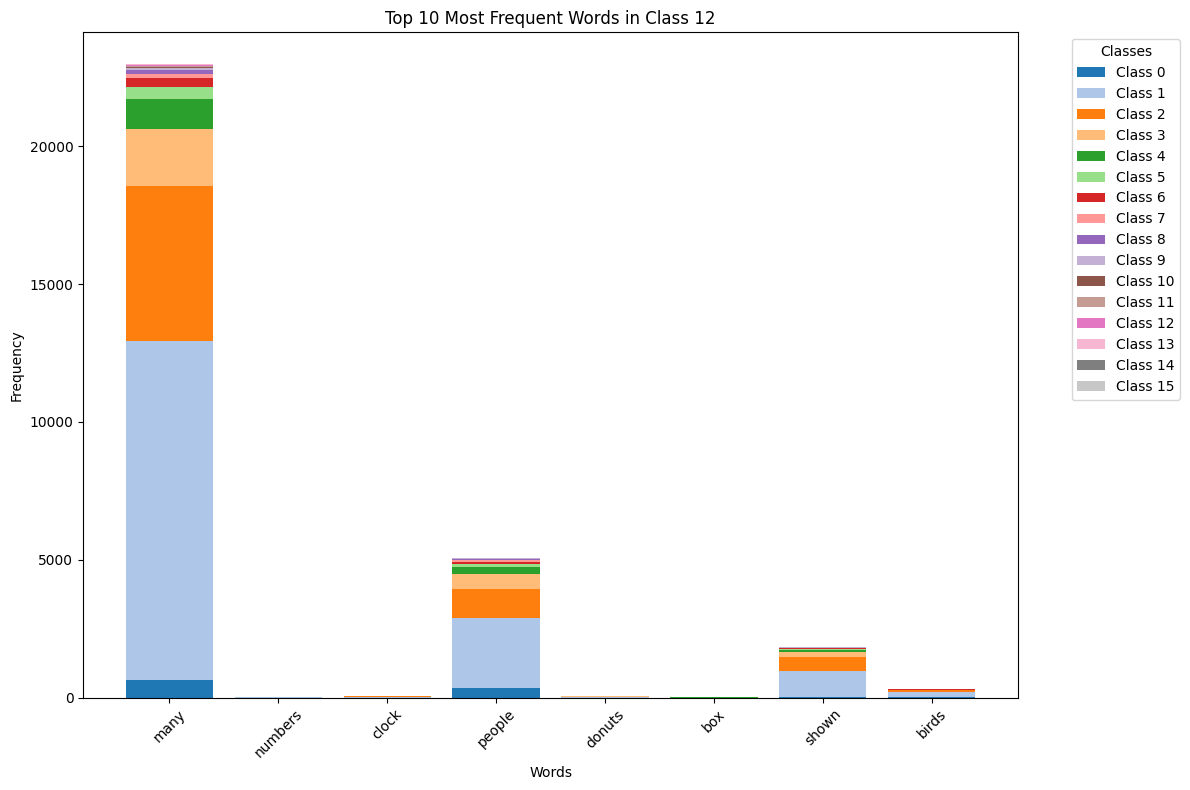 Top 10 Most Frequent Words in Class 12
Frequency
20000
15000
10000
5000
0
many
numbers
clock
people
donuts
box
shown
birds
Words
Classes
Class 0
Class 1
Class 2
Class 3
Class 4
Class 5
Class 6
Class 7
Class 8
Class 9
Class 10
Class 11
Class 12
Class 13
Class 14
Class 15